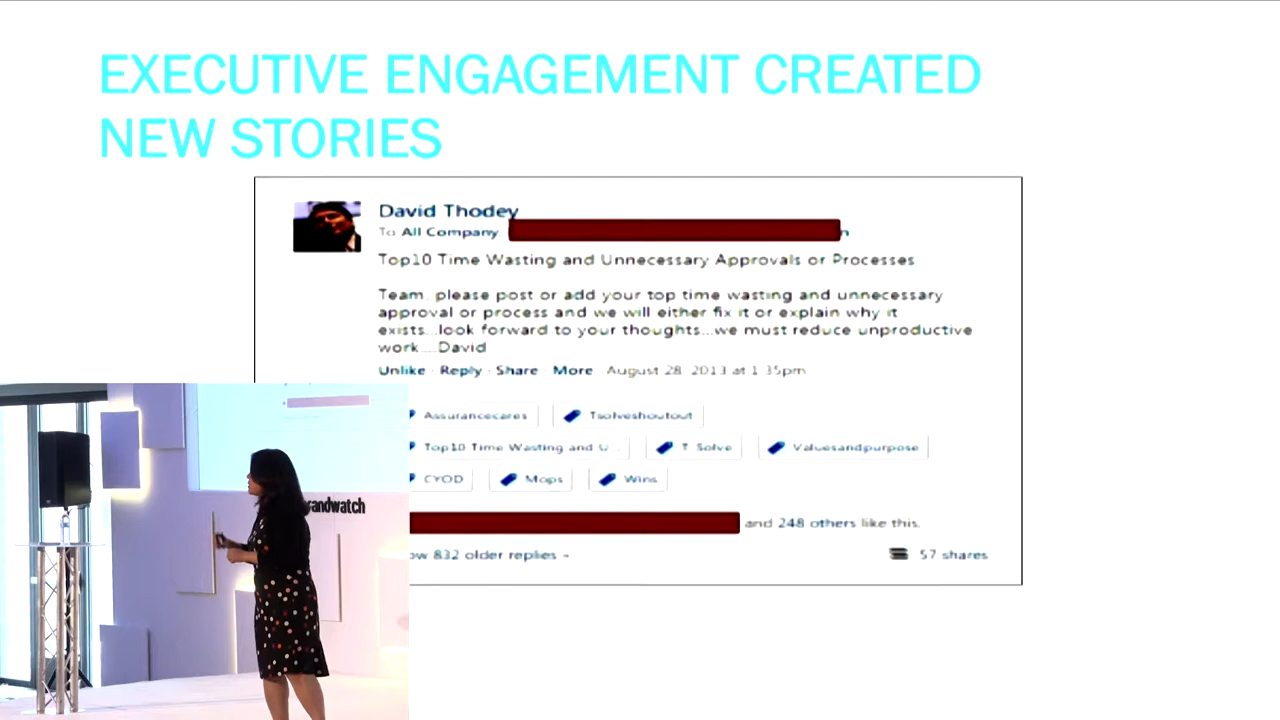 EXECUTIVE ENGAGEMENT CREATED
NEW STORIES
David Thodey
To All Company
n
Top10 Time Wasting and Unnecessary Approvals or Processes
Team, please post or add your top time wasting and unnecessary
approval or process and we will either fix it or explain why it
exists...look forward to your thoughts...we must reduce unproductive
work....David
Unlike · Reply · Share · More August 28, 2013 at 1:35pm
Assurancecares Tsolveshoutout
Top10 Time Wasting and U... T-Solve Valuesandpurpose
CYOD Mops Wins
and 248 others like this.
ow 832 older replies
57 shares
randwatch